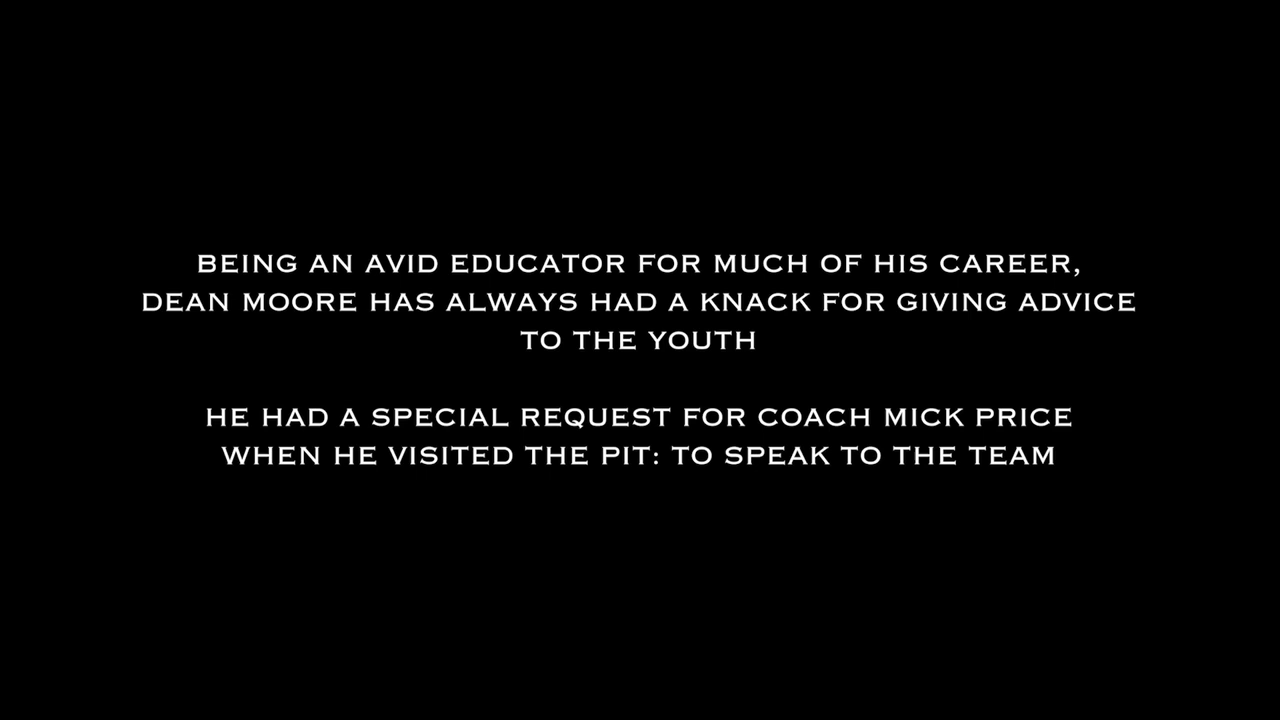 BEING AN AVID EDUCATOR FOR MUCH OF HIS CAREER,
DEAN MOORE HAS ALWAYS HAD A KNACK FOR GIVING ADVICE
TO THE YOUTH
HE HAD A SPECIAL REQUEST FOR COACH MICK PRICE
WHEN HE VISITED THE PIT: TO SPEAK TO THE TEAM